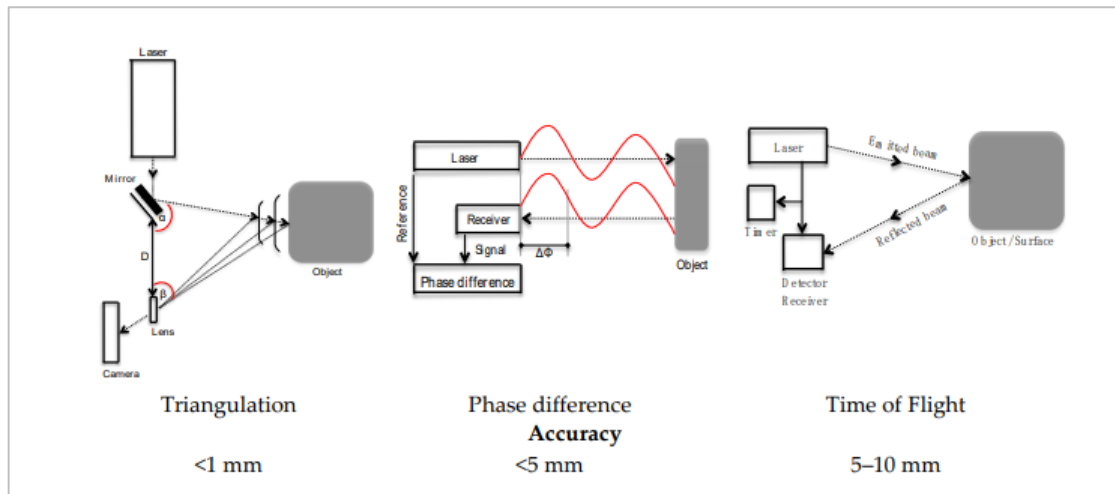 Laser
Mirror
α
D
β
Lens
Camera
Object
Laser
Reference
Receiver
Signal
ΔΦ
Phase difference
Object
Laser
Emitted beam
Reflected beam
Timer
Detector
Receiver
Object/Surface
Triangulation
Phase difference
Time of Flight
Accuracy
<1 mm
<5 mm
5–10 mm